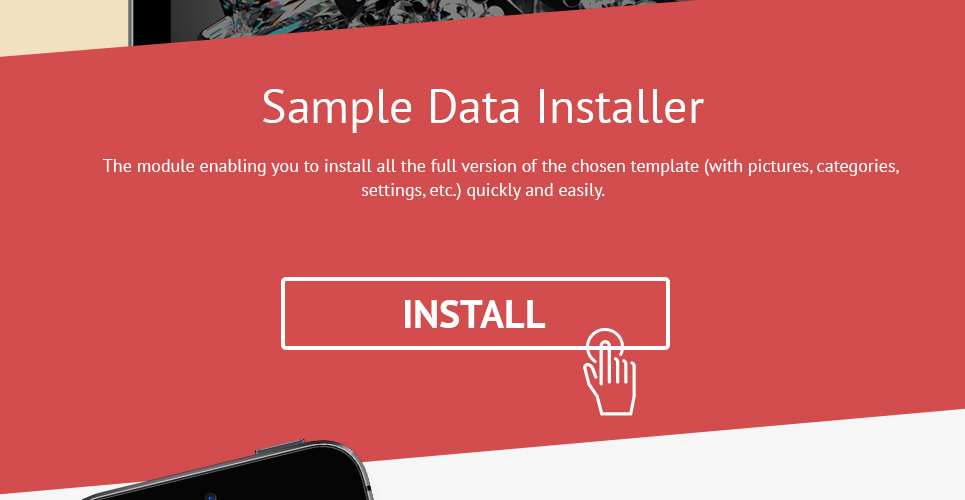 Sample Data Installer
The module enabling you to install all the full version of the chosen template (with pictures, categories,
settings, etc.) quickly and easily.
INSTALL